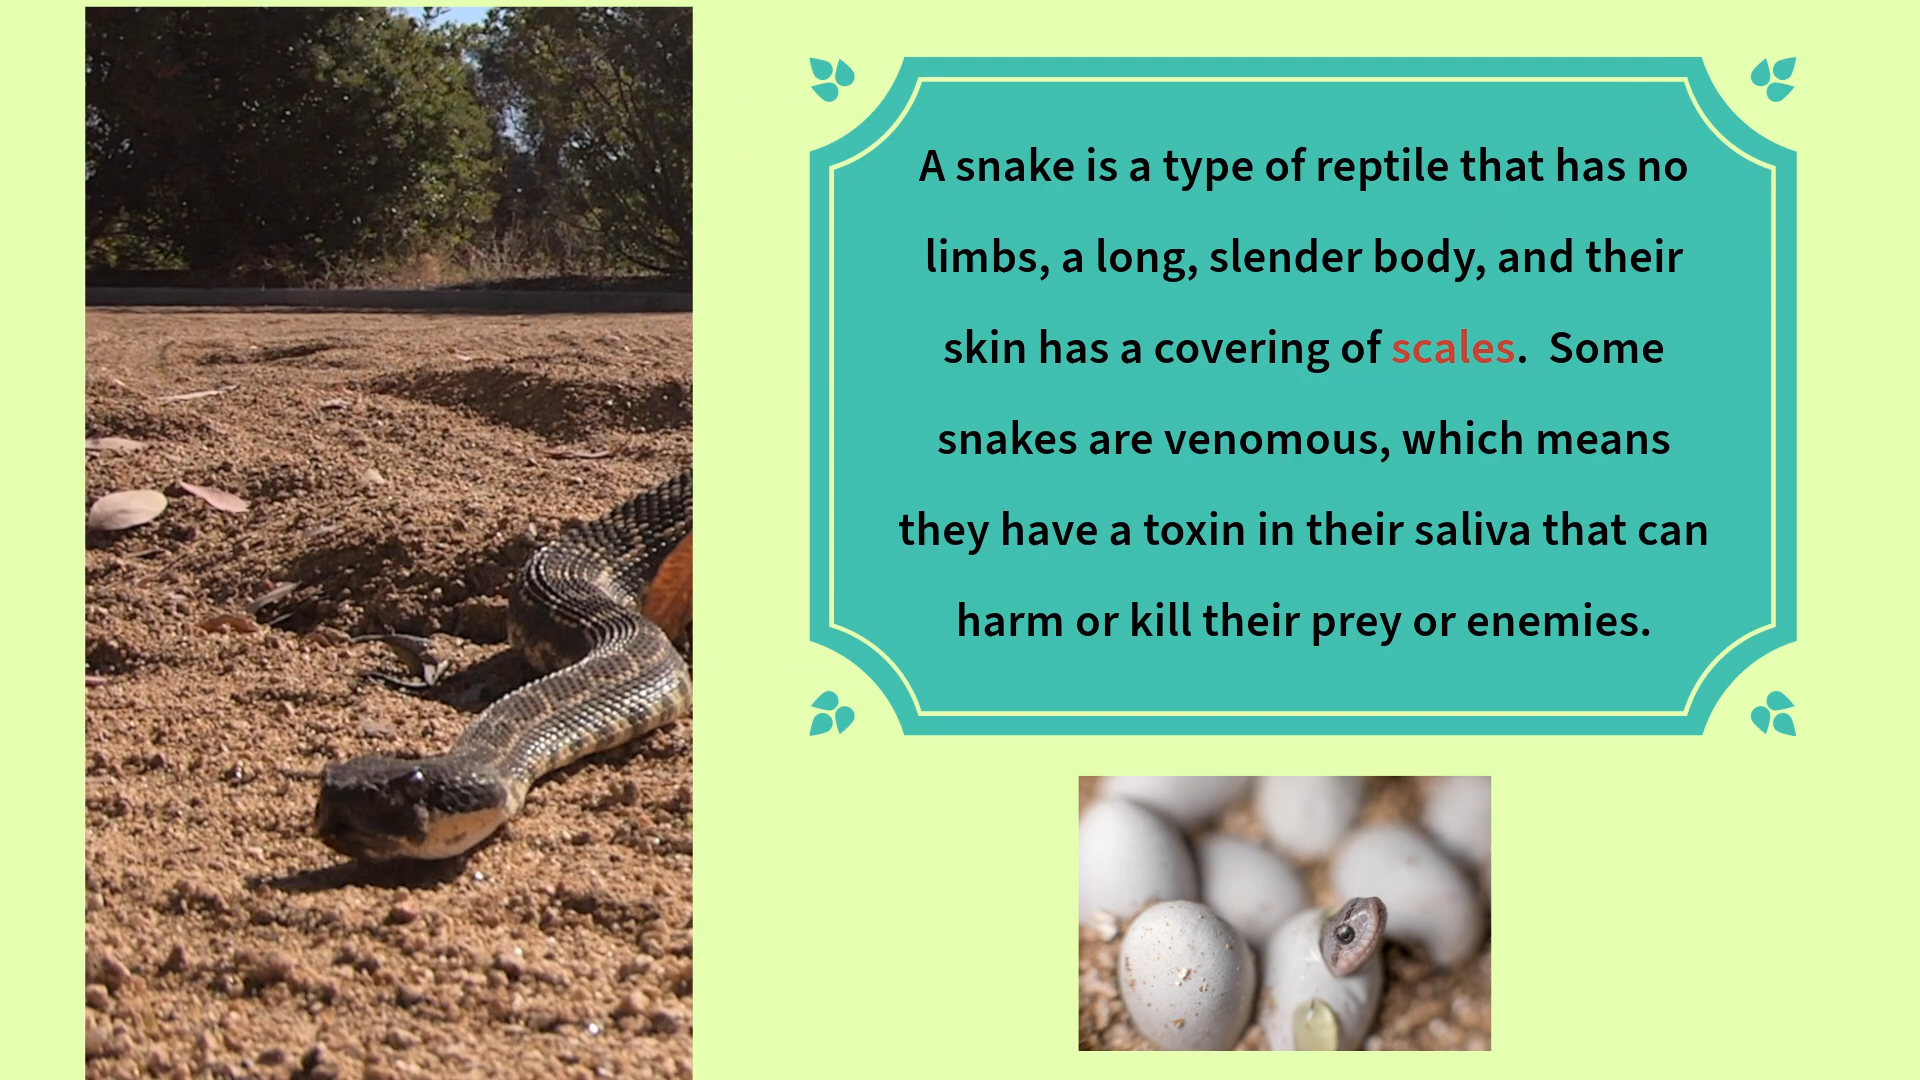 A snake is a type of reptile that has no
limbs, a long, slender body, and their
skin has a covering of scales.  Some
snakes are venomous, which means
they have a toxin in their saliva that can
harm or kill their prey or enemies.